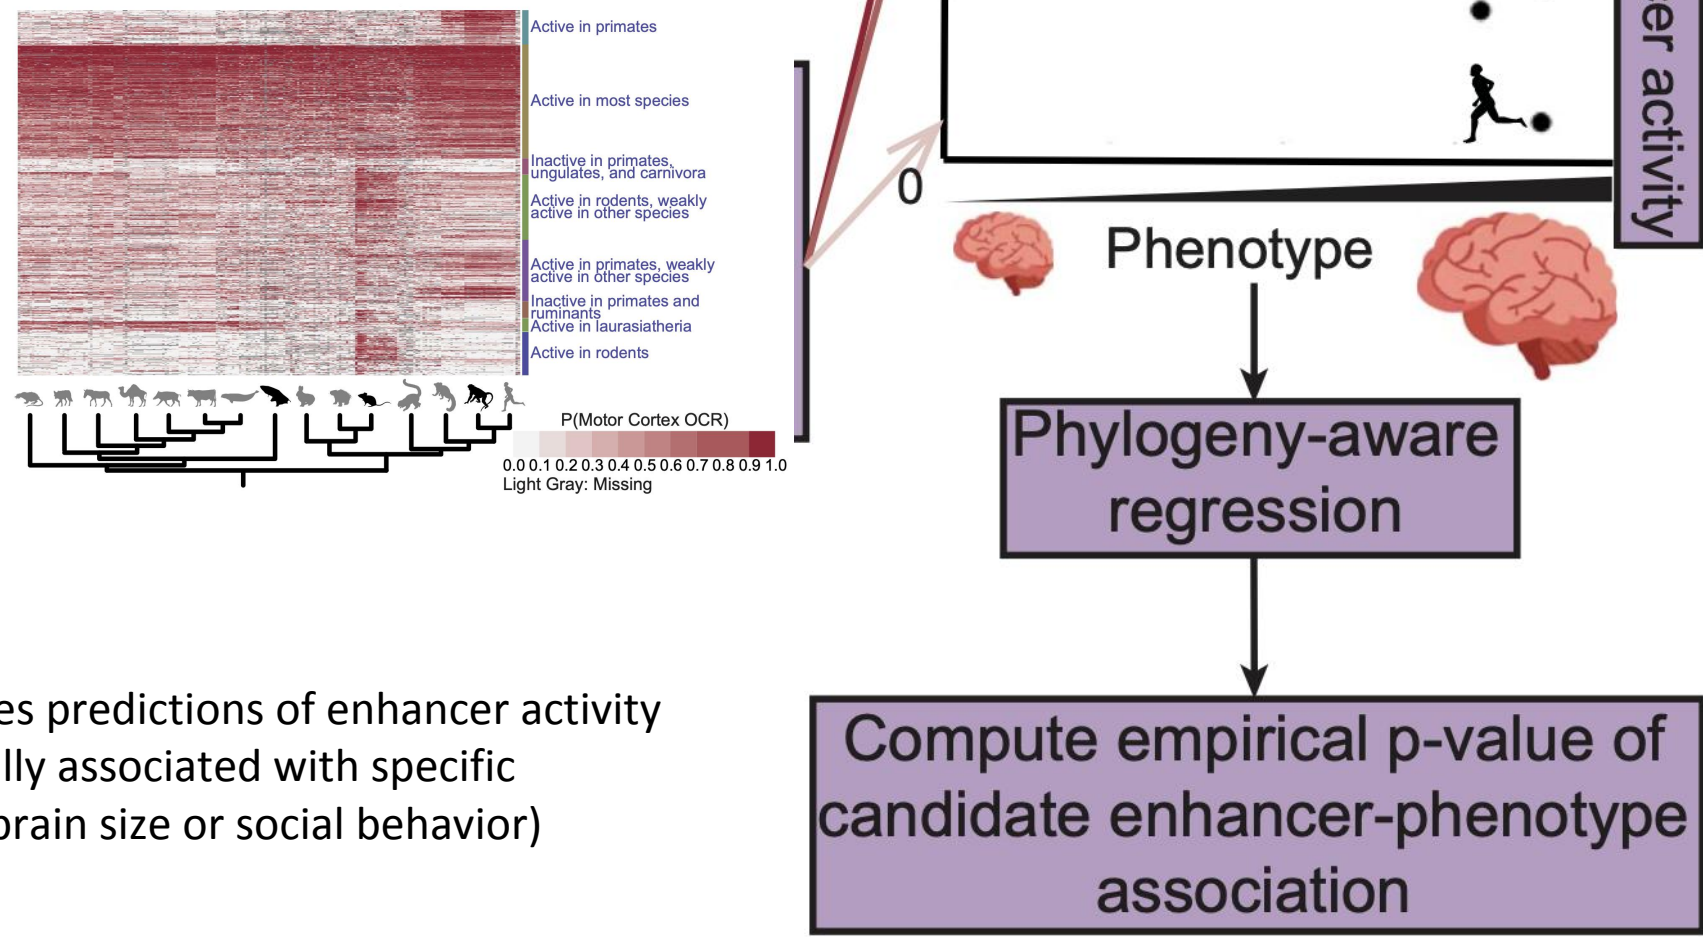 Active in primates
Active in most species
Inactive in primates,
ungulates, and carnivora
Active in rodents, weakly
active in other species
Active in primates, weakly
active in other species
Inactive in primates and
ruminants
Active in laurasiatheria
Active in rodents
P(Motor Cortex OCR)
0.0 0.1 0.2 0.3 0.4 0.5 0.6 0.7 0.8 0.9 1.0
Light Gray: Missing
predictions of enhancer activity
associated with specific
brain size or social behavior)
activity
0
Phenotype
Phylogeny-aware
regression
Compute empirical p-value of
candidate enhancer-phenotype
association